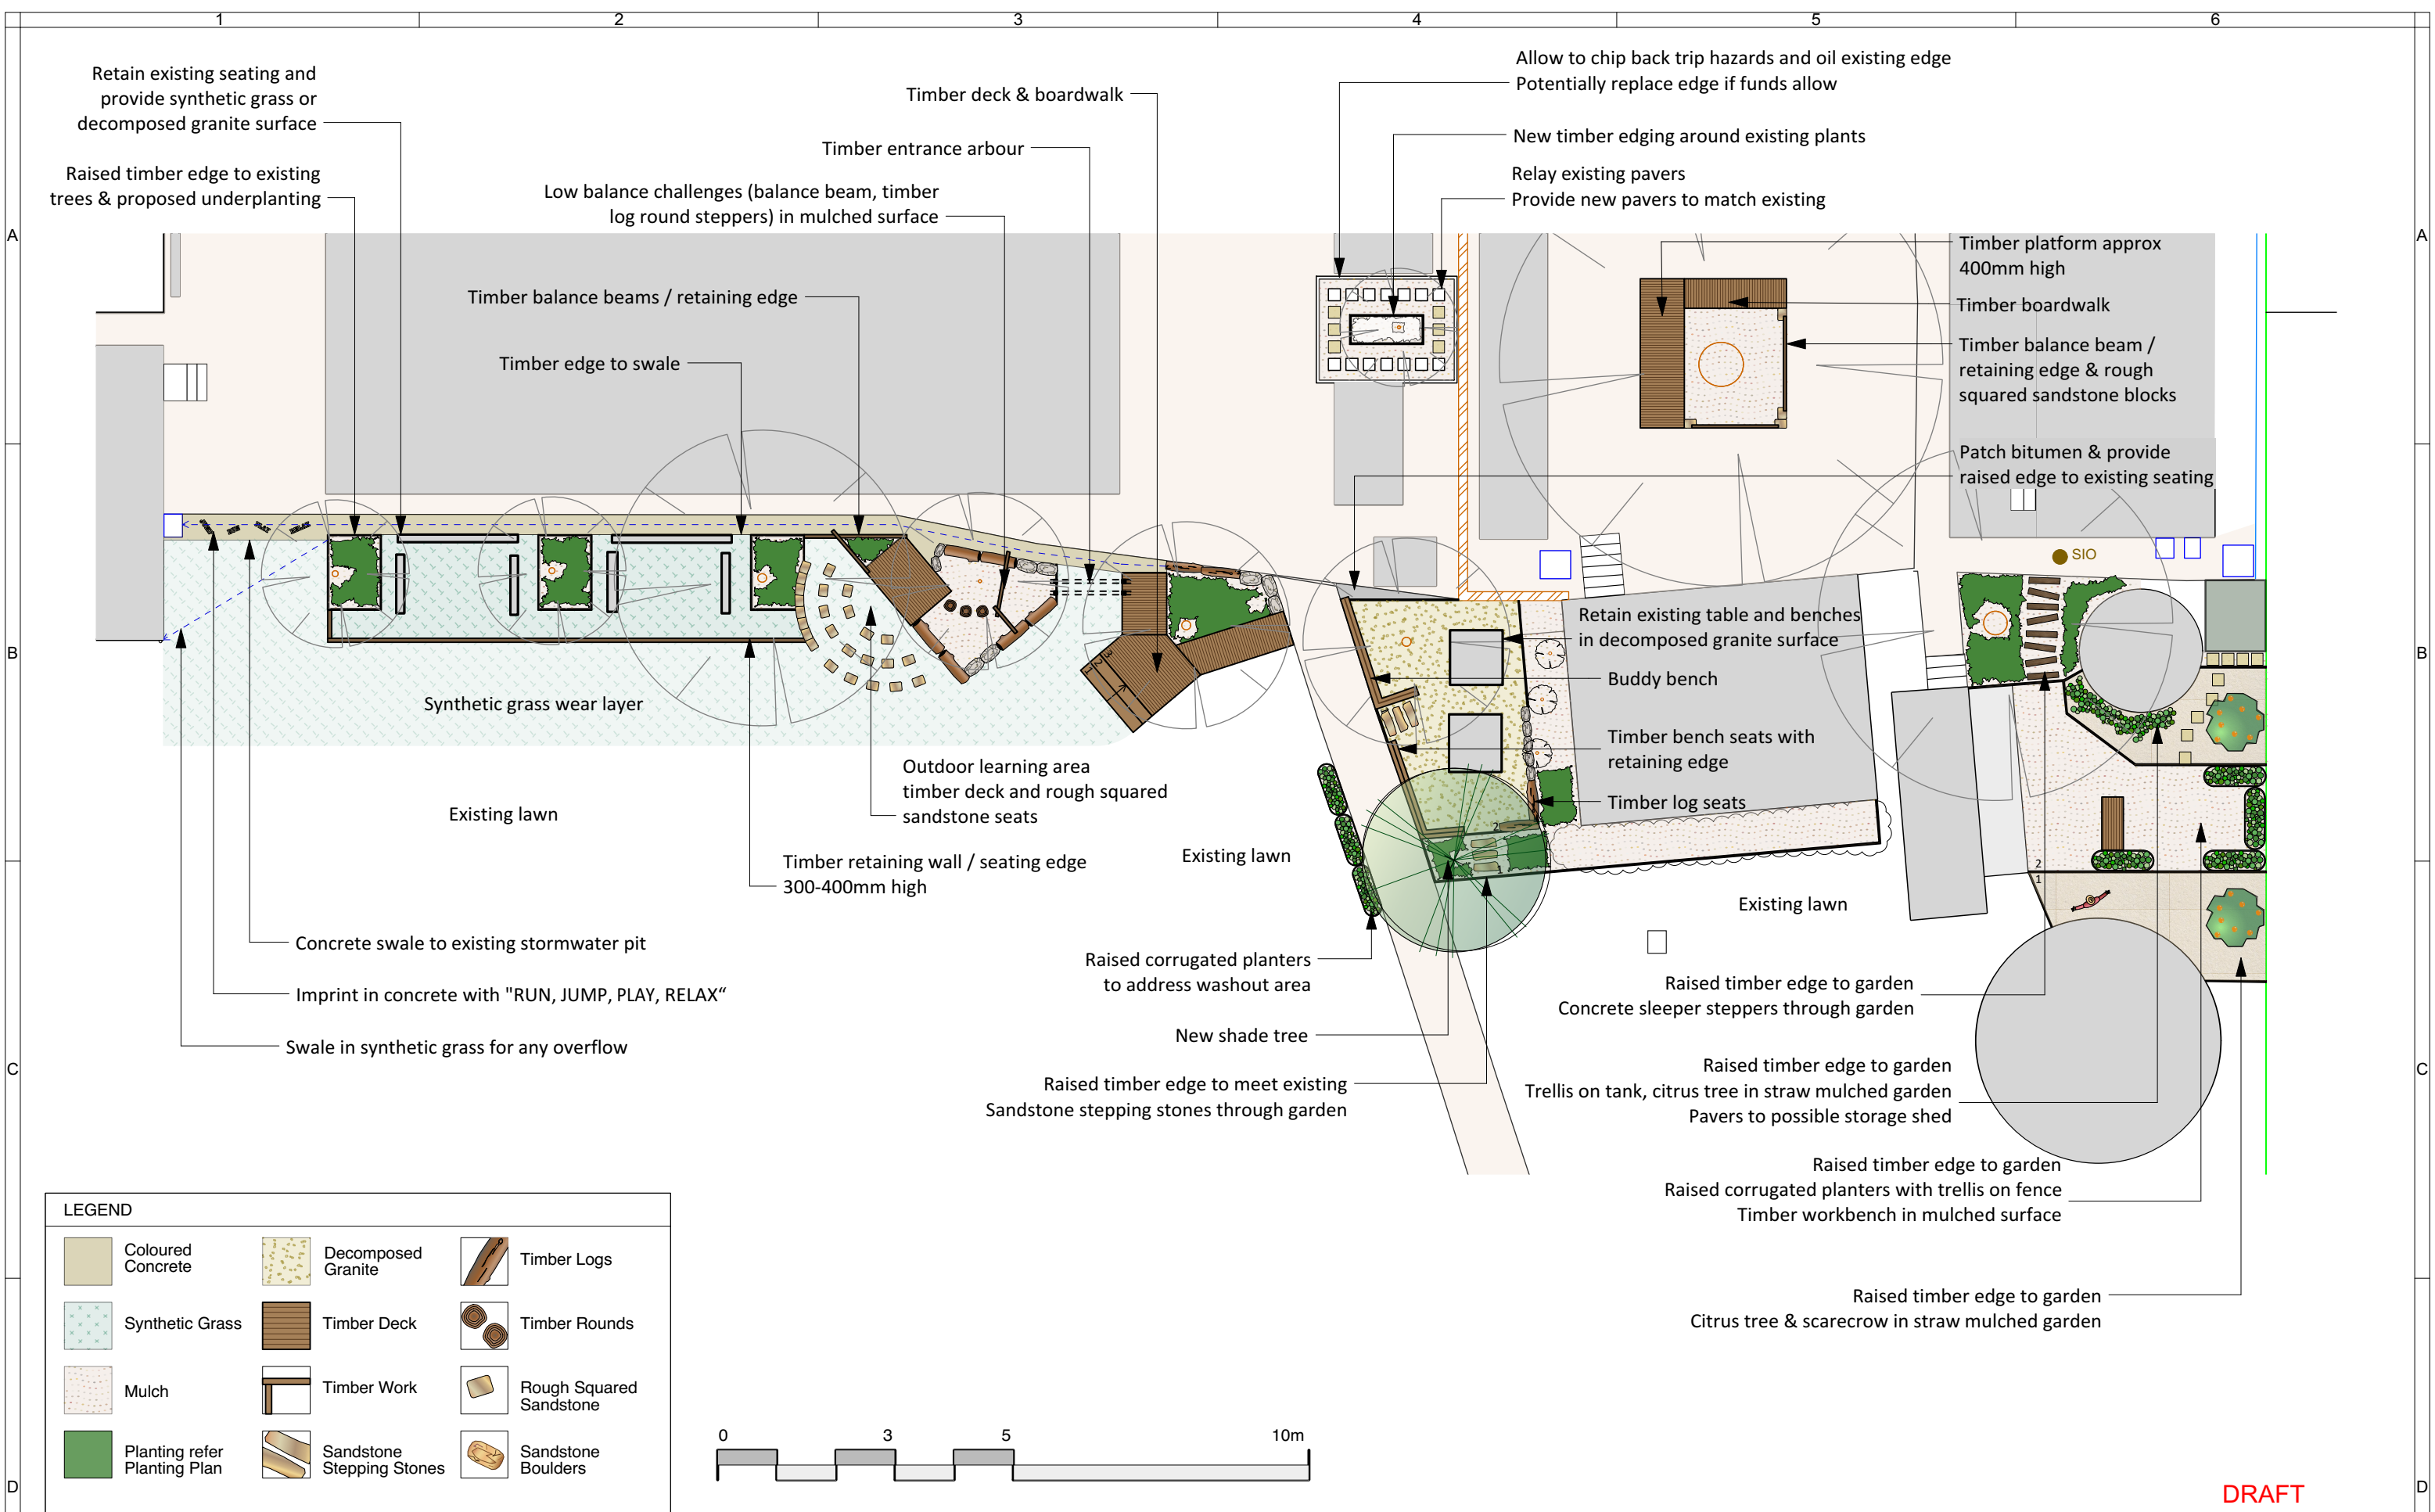 1 2 3 4 5 6
Retain existing seating and
provide synthetic grass or
decomposed granite surface
Raised timber edge to existing
trees & proposed underplanting
Timber deck & boardwalk
Timber entrance arbour
Low balance challenges (balance beam, timber
log round steppers) in mulched surface
Timber balance beams / retaining edge
Timber edge to swale
Allow to chip back trip hazards and oil existing edge
Potentially replace edge if funds allow
New timber edging around existing plants
Relay existing pavers
Provide new pavers to match existing
A
A
Timber platform approx
400mm high
Timber boardwalk
Timber balance beam /
retaining edge & rough
squared sandstone blocks
Patch bitumen & provide
raised edge to existing seating
SIO
RELAX
3
2
1
B
B
Retain existing table and benches
in decomposed granite surface
Buddy bench
Timber bench seats with
retaining edge
Timber log seats
2
1
2
1
Synthetic grass wear layer
Outdoor learning area
timber deck and rough squared
sandstone seats
Existing lawn
Timber retaining wall / seating edge
300-400mm high
Existing lawn
Existing lawn
Concrete swale to existing stormwater pit
Imprint in concrete with "RUN, JUMP, PLAY, RELAX“
Swale in synthetic grass for any overflow
Raised corrugated planters
to address washout area
New shade tree
Raised timber edge to meet existing
Sandstone stepping stones through garden
Raised timber edge to garden
Concrete sleeper steppers through garden
Raised timber edge to garden
Trellis on tank, citrus tree in straw mulched garden
Pavers to possible storage shed
Raised timber edge to garden
Raised corrugated planters with trellis on fence
Timber workbench in mulched surface
Raised timber edge to garden
Citrus tree & scarecrow in straw mulched garden
C
C
LEGEND
Coloured
Concrete
Decomposed
Granite
Timber Logs
Synthetic Grass
Timber Deck
Timber Rounds
Mulch
Timber Work
Rough Squared
Sandstone
Planting refer
Planting Plan
Sandstone
Stepping Stones
Sandstone
Boulders
0 3 5 10m
D
D
DRAFT